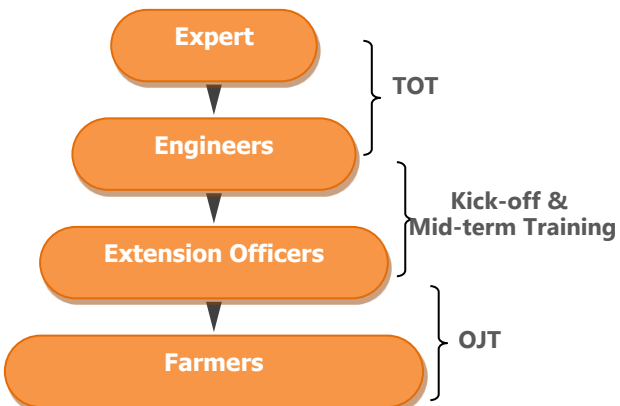 Expert
TOT
Engineers
Kick-off &
Mid-term Training
Extension Officers
OJT
Farmers